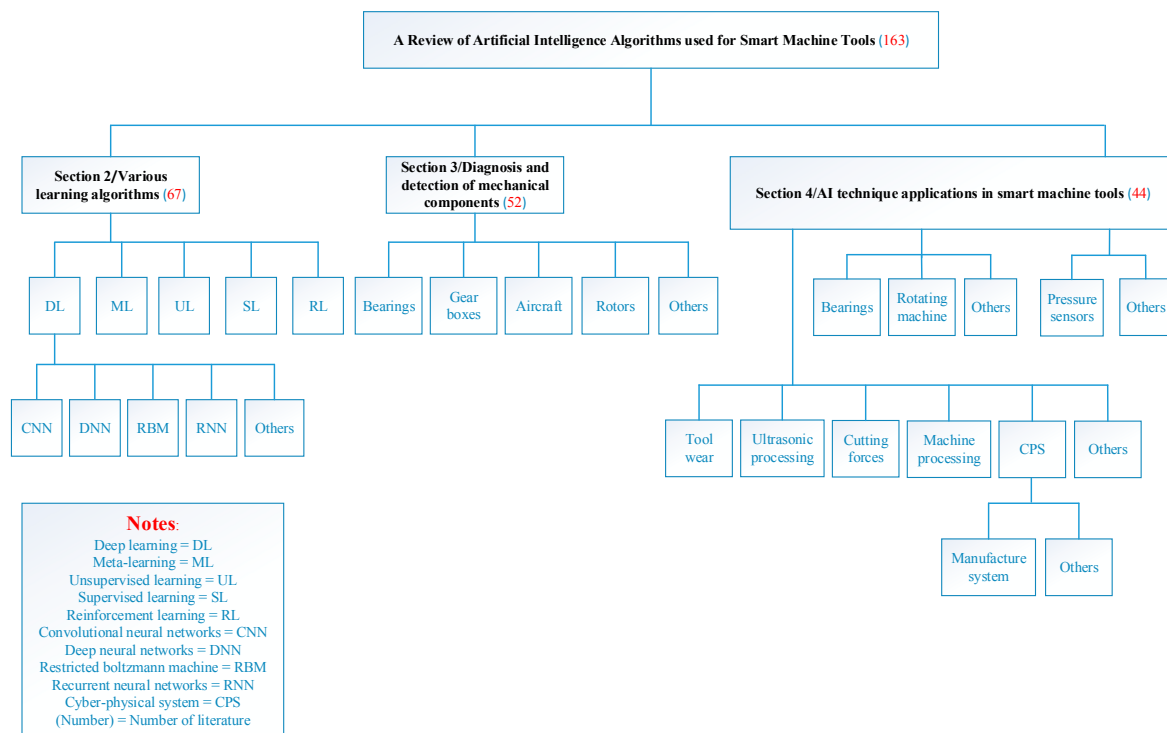 A Review of Artificial Intelligence Algorithms used for Smart Machine Tools (163)
Section 2/Various
learning algorithms (67)
Section 3/Diagnosis and
detection of mechanical
components (52)
Section 4/AI technique applications in smart machine tools (44)
DL
ML
UL
SL
RL
Bearings
Gear
boxes
Aircraft
Rotors
Others
Bearings
Rotating
machine
Others
Pressure
sensors
Others
CNN
DNN
RBM
RNN
Others
Tool
wear
Ultrasonic
processing
Cutting
forces
Machine
processing
CPS
Others
Manufacture
system
Others
Notes:
Deep learning = DL
Meta-learning = ML
Unsupervised learning = UL
Supervised learning = SL
Reinforcement learning = RL
Convolutional neural networks = CNN
Deep neural networks = DNN
Restricted boltzmann machine = RBM
Recurrent neural networks = RNN
Cyber-physical system = CPS
(Number) = Number of literature